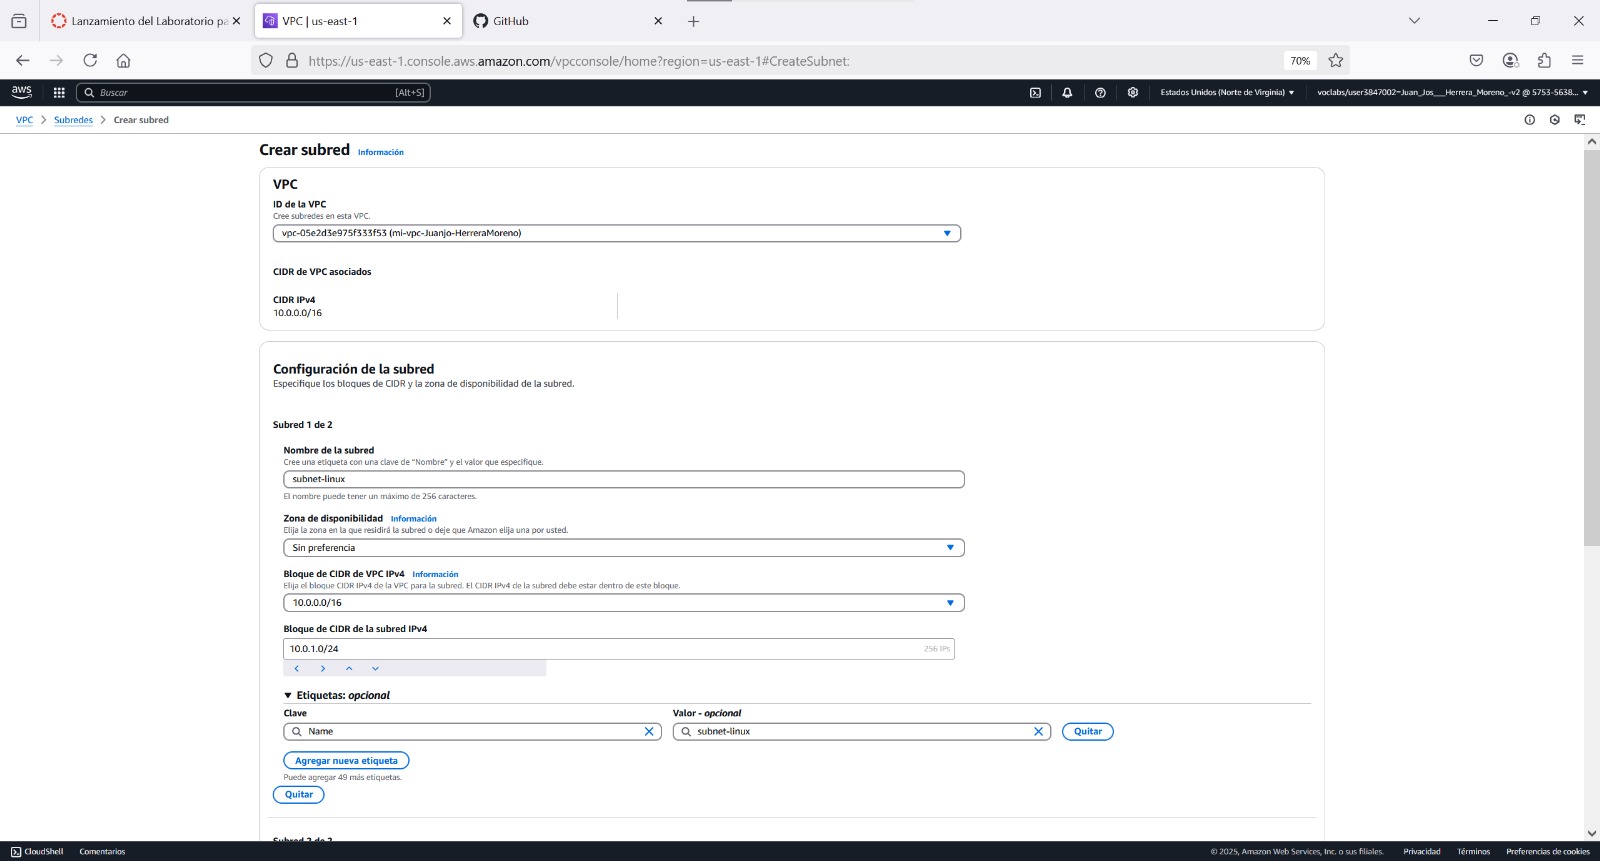 Lanzamiento del Laboratorio pa
VPC | us-east-1
GitHub
https://us-east-1.console.aws.amazon.com/vpcconsole/home?region=us-east-1#CreateSubnet:
70%
aws
Buscar
[Alt+S]
Estados Unidos (Norte de Virginia)
voclabs/user3847002=Juan_Jos___Herrera_Moreno_-v2 @ 5753-5638...
VPC
Subredes
Crear subred
Crear subred
Información
VPC
ID de la VPC
Cree subredes en esta VPC.
vpc-05e2d3e975f333f53 (mi-vpc-Juanjo-HerreraMoreno)
CIDR de VPC asociados
CIDR IPv4
10.0.0.0/16
Configuración de la subred
Especifique los bloques de CIDR y la zona de disponibilidad de la subred.
Subred 1 de 2
Nombre de la subred
Cree una etiqueta con una clave de "Nombre" y el valor que especifique.
subnet-linux
El nombre puede tener un máximo de 256 caracteres.
Zona de disponibilidad
Información
Elija la zona en la que residirá la subred o deje que Amazon elija una por usted.
Sin preferencia
Bloque de CIDR de VPC IPv4
Información
Elija el bloque CIDR IPv4 de la VPC para la subred. El CIDR IPv4 de la subred debe estar dentro de este bloque.
10.0.0.0/16
Bloque de CIDR de la subred IPv4
10.0.1.0/24
256 IPs
Etiquetas: opcional
Clave
Valor - opcional
Name
subnet-linux
Quitar
Agregar nueva etiqueta
Puede agregar 49 más etiquetas.
Quitar
Subred 2 de 2
CloudShell
Comentarios
© 2025, Amazon Web Services, Inc. o sus filiales.
Privacidad
Términos
Preferencias de cookies